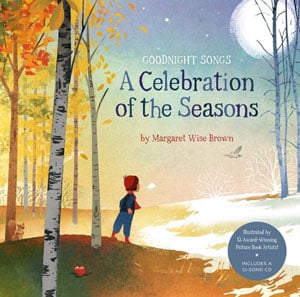 GOODNIGHT SONGS
A Celebration
of the Seasons
by Margaret Wise Brown
Illustrated by
12 Award-Winning
Picture Book Artists!
INCLUDES A
12-SONG CD